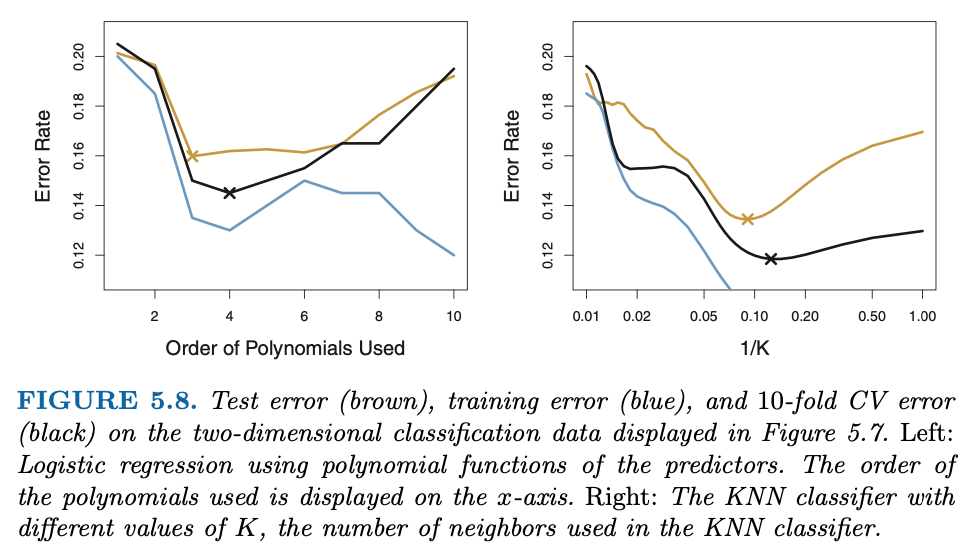 0.20
0.18
0.16
0.14
0.12
Error Rate
2 4 6 8 10
Order of Polynomials Used
0.20
0.18
0.16
0.14
0.12
Error Rate
0.01 0.02 0.05 0.10 0.20 0.50 1.00
1/K
FIGURE 5.8. Test error (brown), training error (blue), and 10-fold CV error
(black) on the two-dimensional classification data displayed in Figure 5.7. Left:
Logistic regression using polynomial functions of the predictors. The order of
the polynomials used is displayed on the x-axis. Right: The KNN classifier with
different values of K, the number of neighbors used in the KNN classifier.